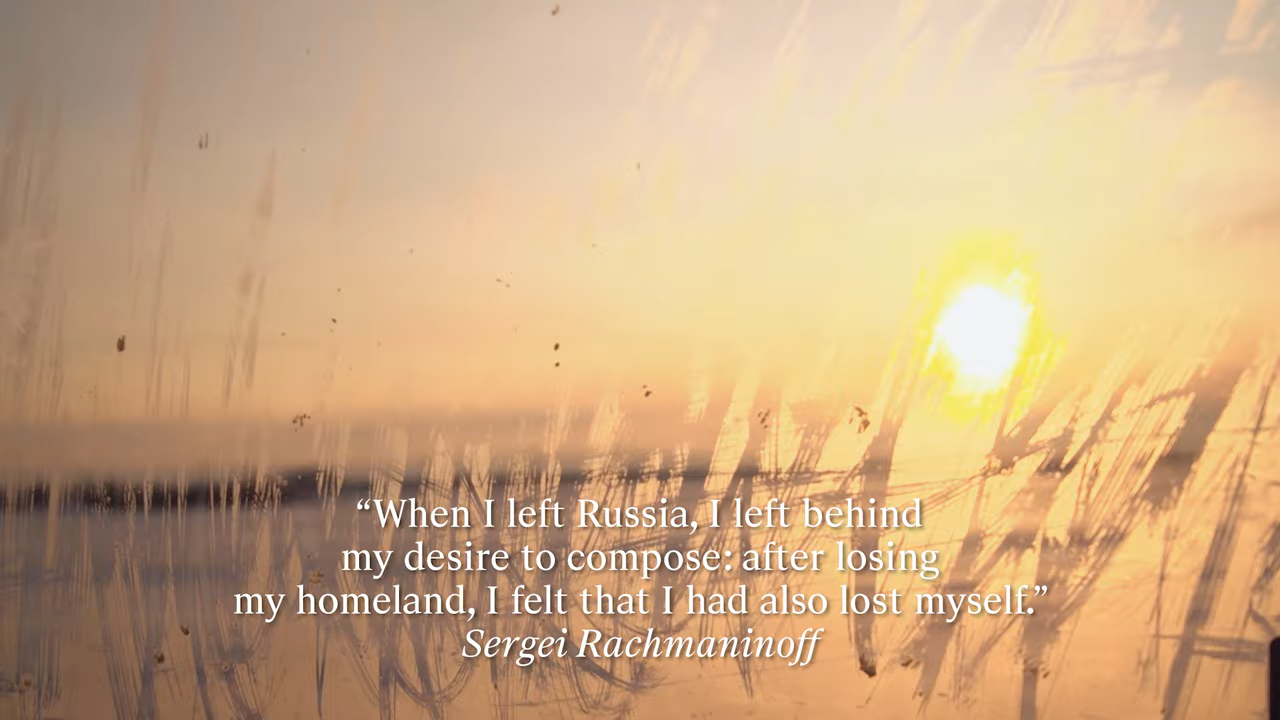 “When I left Russia, I left behind
my desire to compose: after losing
my homeland, I felt that I had also lost myself.”
Sergei Rachmaninoff